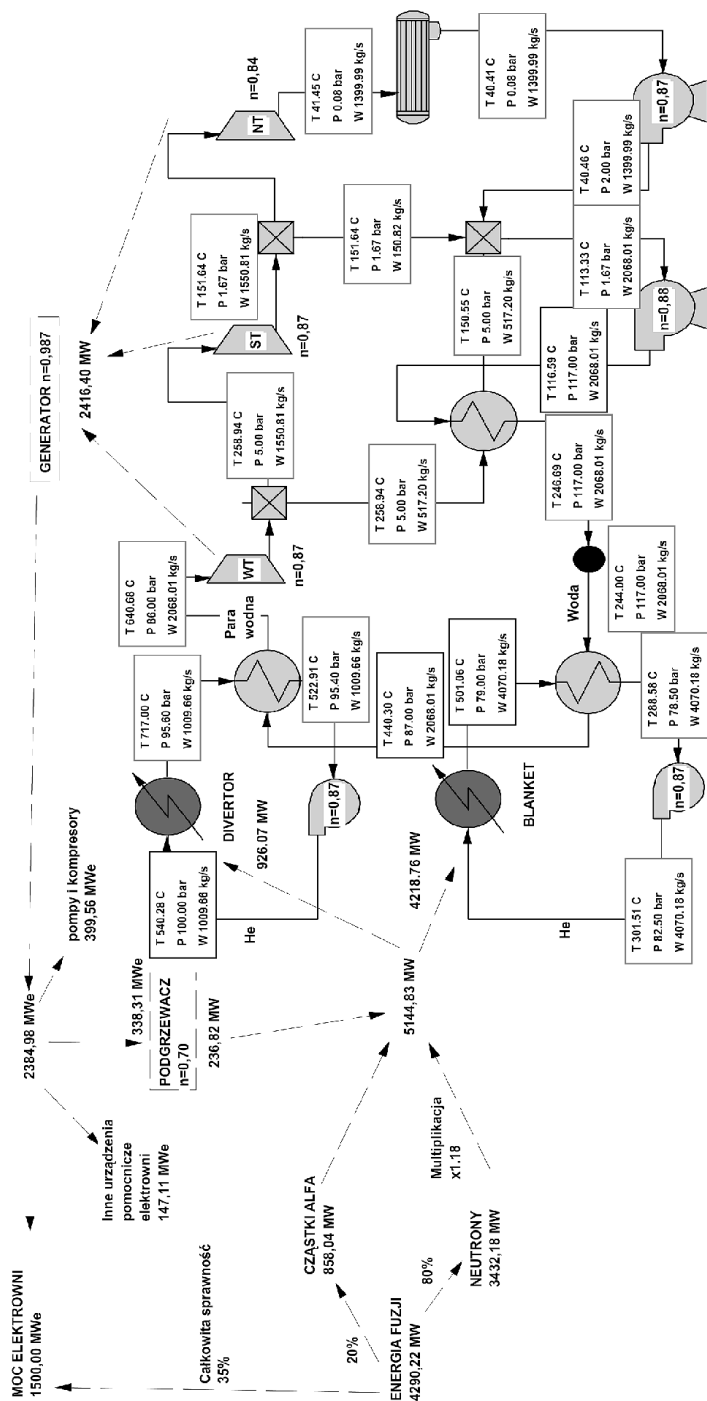 MOC ELEKTROWNI
1500,00 MWe
2384,98 MWe
pompy i kompresory
399,56 MWe
Inne urządzenia
pomocnicze
elektrowni
147,11 MWe
Całkowita sprawność
35%
338,31 MWe
PODGRZEWACZ
n=0,70
236,82 MW
ENERGIA FUZJI
4290,22 MW
20%
80%
CZĄSTKI ALFA
858,04 MW
NEUTRONY
3432,18 MW
Multiplikacja
x1.18
5144,83 MW
926.07 MW
4218.76 MW
GENERATOR n=0,987
2416,40 MW
He
T 540.28 C
P 100.00 bar
W 1009.66 kg/s
DIVERTOR
T 717.00 C
P 95.60 bar
W 1009.66 kg/s
T 522.91 C
P 95.40 bar
W 1009.66 kg/s
n=0,87
Para
wodna
T 640.68 C
P 86.00 bar
W 2068.01 kg/s
WT
n=0,87
T 258.94 C
P 5.00 bar
W 1550.81 kg/s
ST
n=0,87
T 151.64 C
P 1.67 bar
W 1550.81 kg/s
NT
n=0,84
T 41.45 C
P 0.08 bar
W 1399.99 kg/s
T 40.41 C
P 0.08 bar
W 1399.99 kg/s
n=0,87
T 40.46 C
P 2.00 bar
W 1399.99 kg/s
T 151.64 C
P 1.67 bar
W 150.82 kg/s
T 113.33 C
P 1.67 bar
W 2068.01 kg/s
n=0,88
T 150.55 C
P 5.00 bar
W 517.20 kg/s
T 116.59 C
P 117.00 bar
W 2068.01 kg/s
T 258.94 C
P 5.00 bar
W 517.20 kg/s
T 246.69 C
P 117.00 bar
W 2068.01 kg/s
Woda
T 244.00 C
P 117.00 bar
W 2068.01 kg/s
T 440.30 C
P 87.00 bar
W 2068.01 kg/s
T 501.06 C
P 79.00 bar
W 4070.18 kg/s
BLANKET
T 288.58 C
P 78.50 bar
W 4070.18 kg/s
n=0,87
T 301.51 C
P 82.50 bar
W 4070.18 kg/s
He